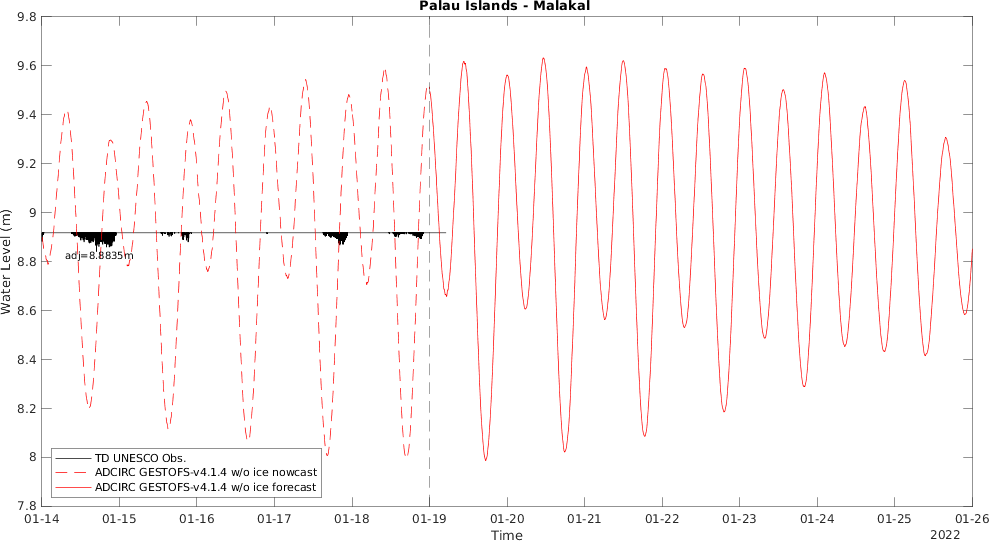 Palau Islands - Malakal
9.8
9.6
9.4
9.2
9
8.8
8.6
8.4
8.2
8
7.8
Water Level (m)
adj=8.8835m
TD UNESCO Obs.
ADCIRC GESTOFS-v4.1.4 w/o ice nowcast
ADCIRC GESTOFS-v4.1.4 w/o ice forecast
01-14 01-15 01-16 01-17 01-18 01-19 01-20 01-21 01-22 01-23 01-24 01-25 01-26
Time
2022